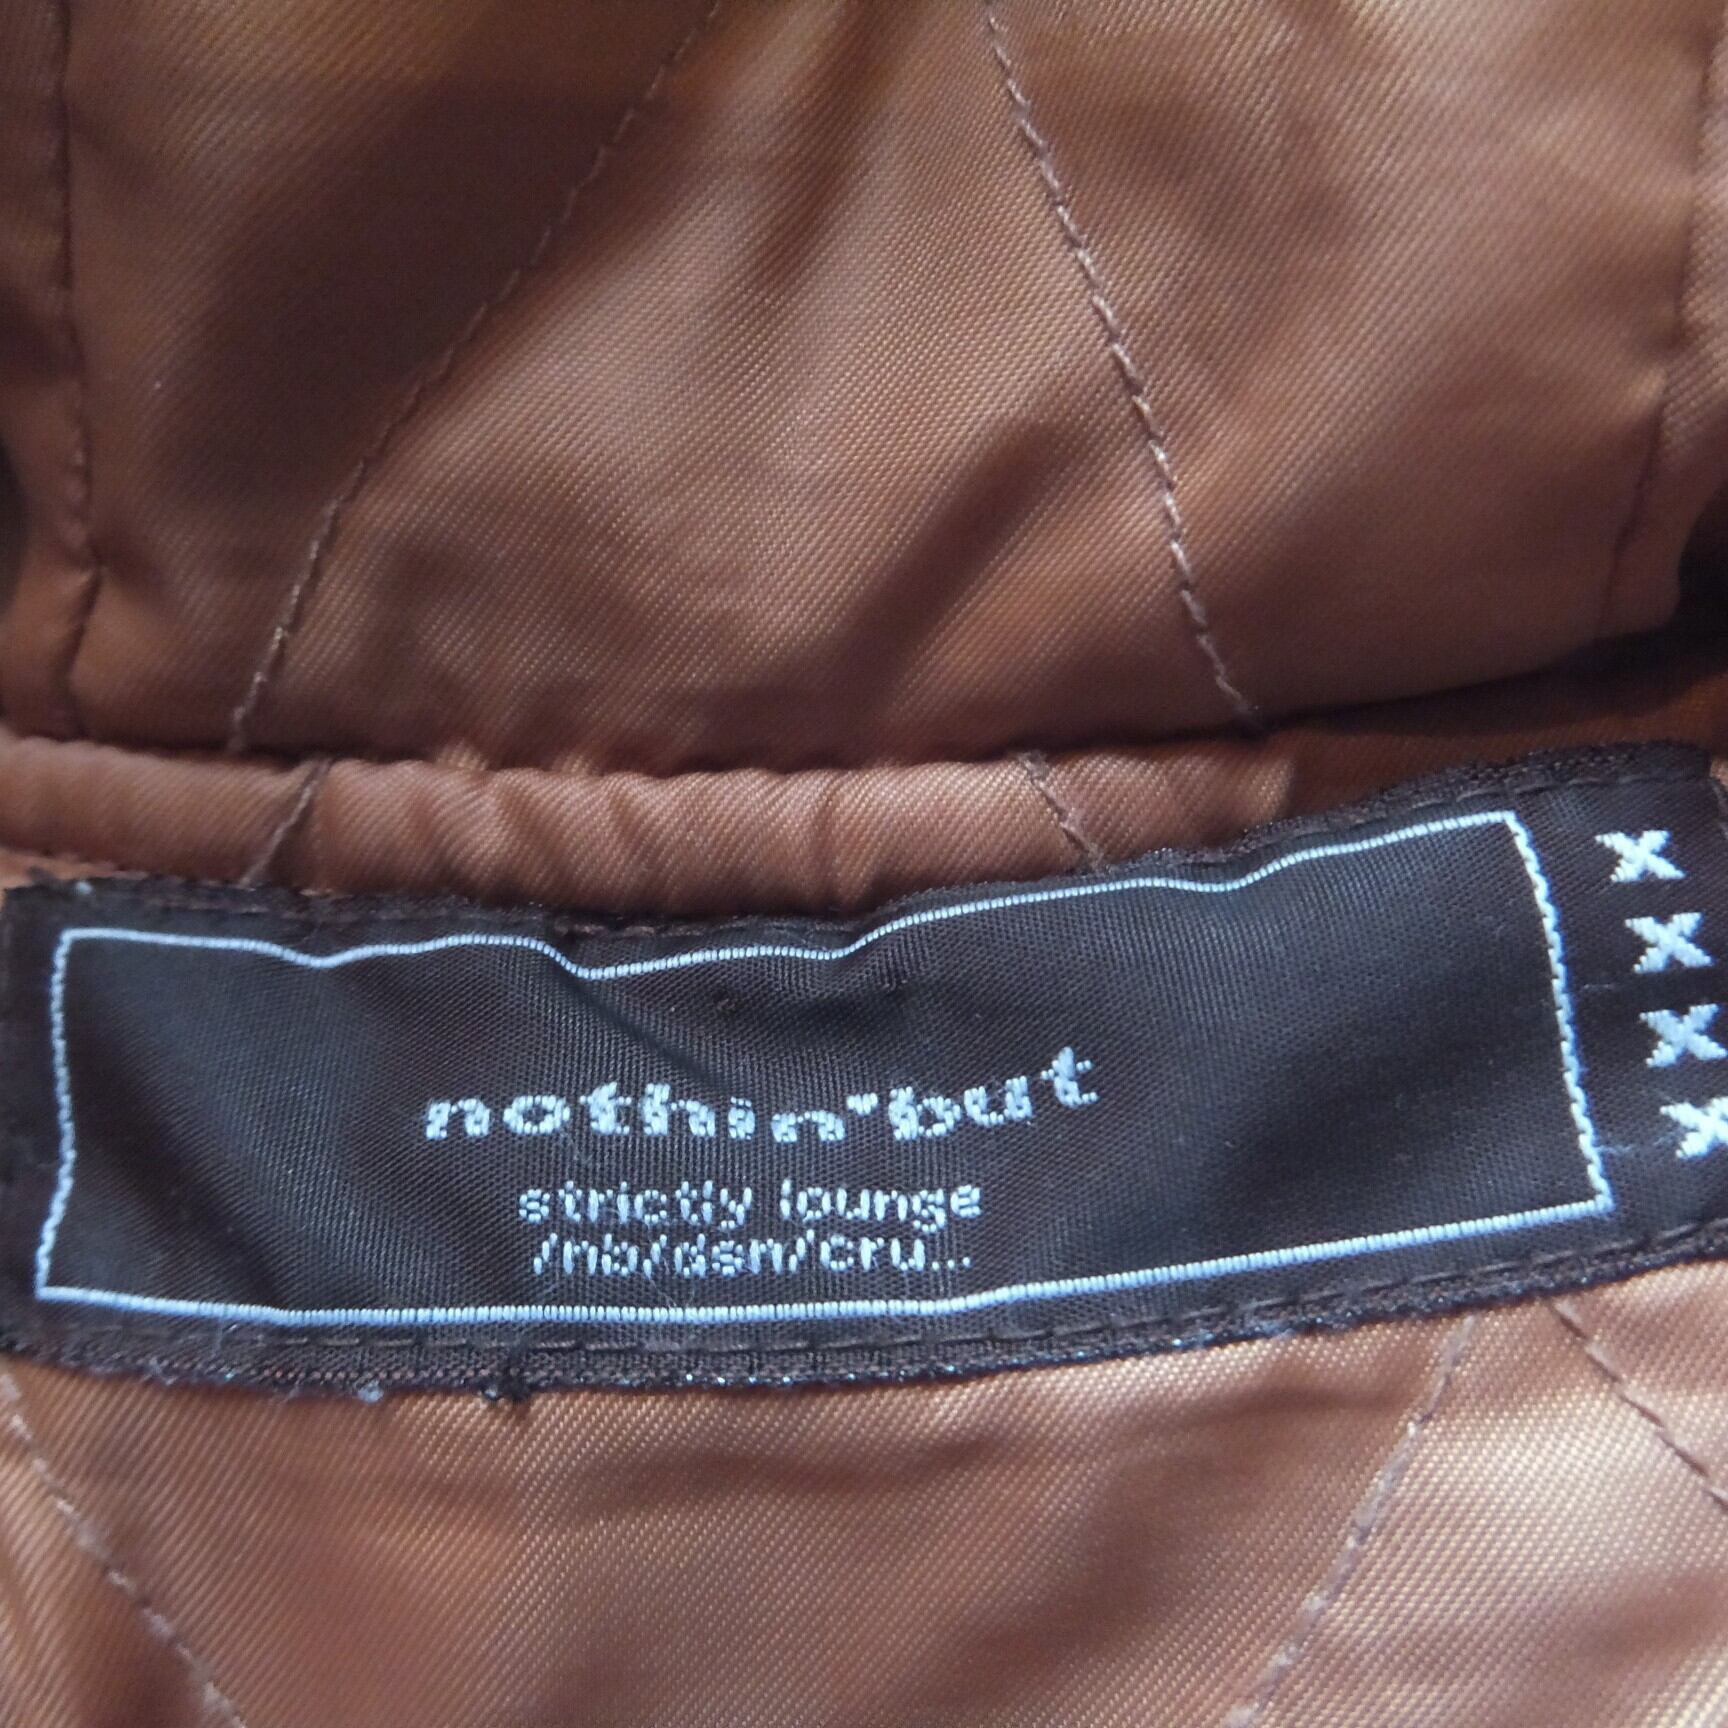 nothin'but
strictly lounge
/nb/dsn/cru...
x
x
x
x